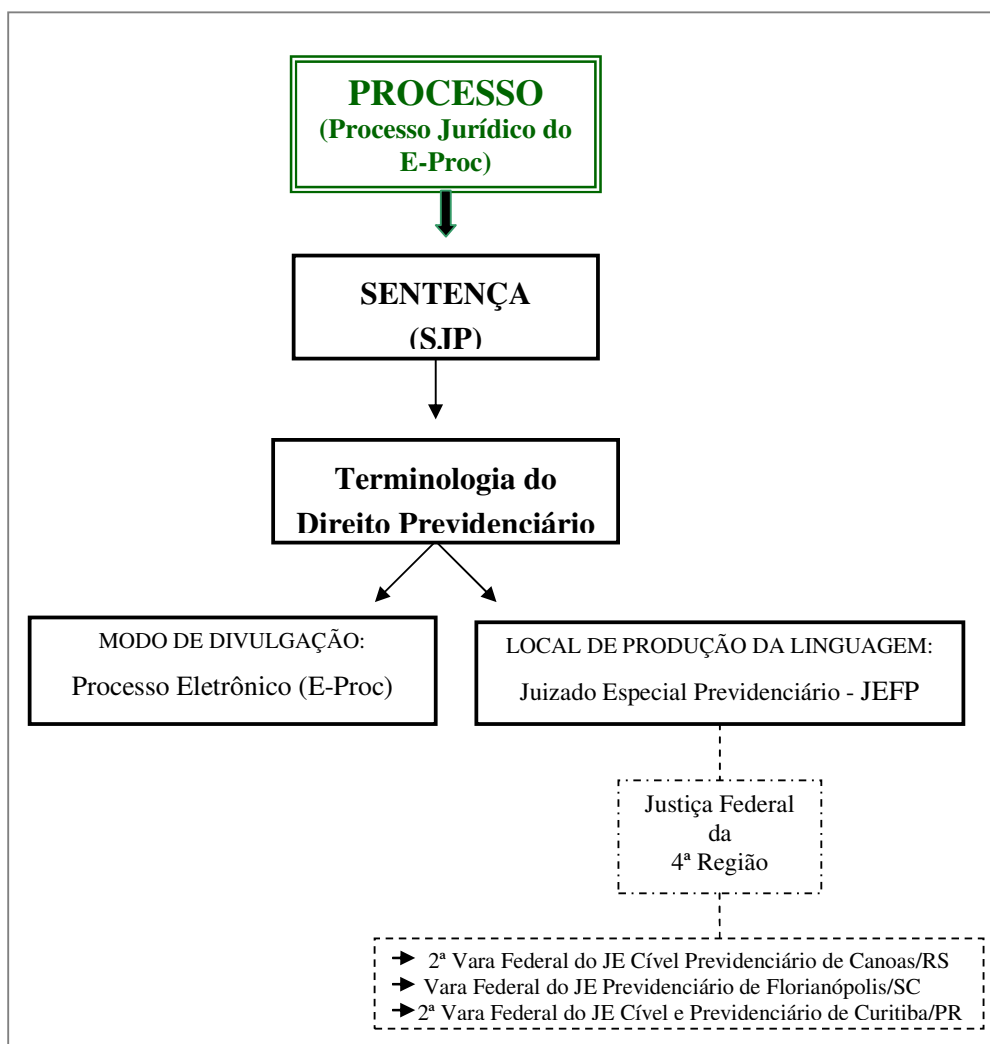 PROCESSO
(Processo Jurídico do
E-Proc)
SENTENÇA
(SJP)
Terminologia do
Direito Previdenciário
MODO DE DIVULGAÇÃO:
Processo Eletrônico (E-Proc)
LOCAL DE PRODUÇÃO DA LINGUAGEM:
Juizado Especial Previdenciário - JEFP
Justiça Federal
da
4ª Região
2ª Vara Federal do JE Cível Previdenciário de Canoas/RS
Vara Federal do JE Previdenciário de Florianópolis/SC
2ª Vara Federal do JE Cível e Previdenciário de Curitiba/PR